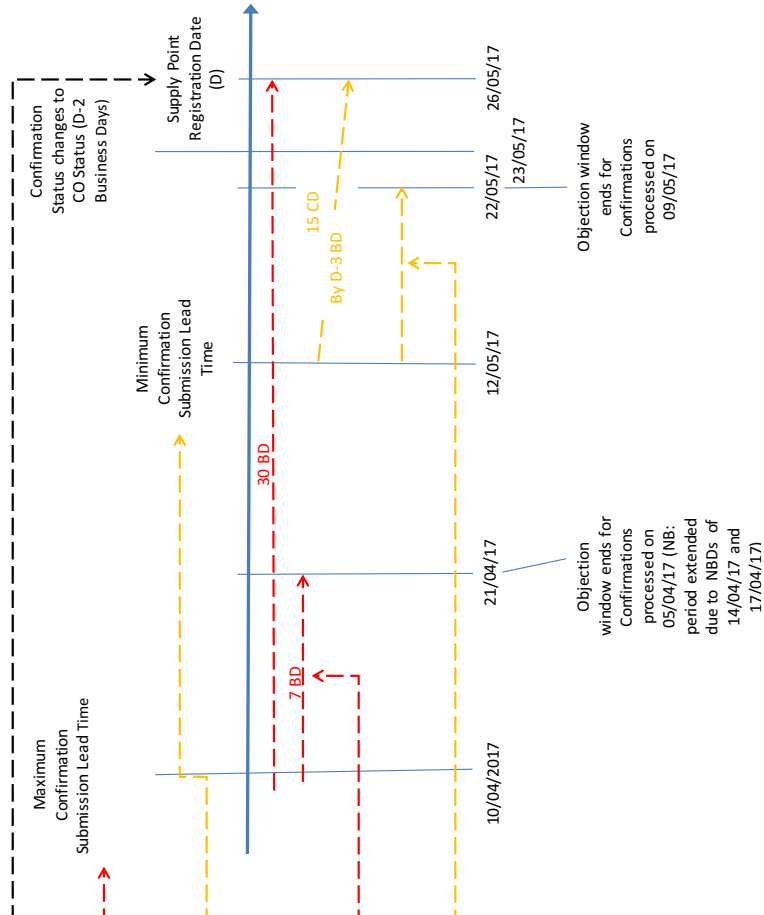 Confirmation
Status changes to
CO Status (D-2
Business Days)
Supply Point
Registration Date
(D)
Minimum
Confirmation
Submission Lead
Time
Maximum
Confirmation
Submission Lead Time
30 BD
7 BD
15 CD
By D-3 BD
10/04/2017
21/04/17
12/05/17
22/05/17
23/05/17
26/05/17
Objection
window ends for
Confirmations
processed on
05/04/17 (NB:
period extended
due to NBDs of
14/04/17 and
17/04/17)
Objection window
ends for
Confirmations
processed on
09/05/17